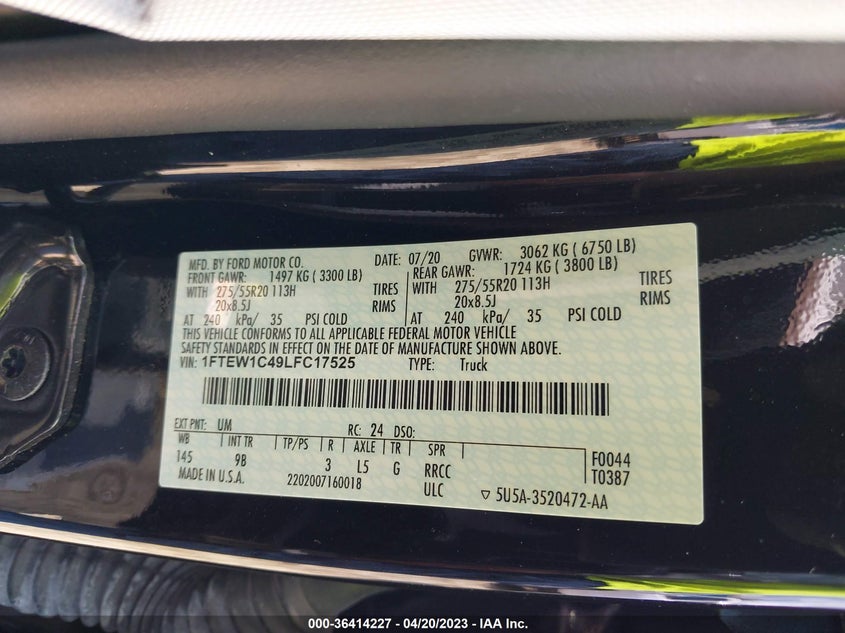 MFD. BY FORD MOTOR CO. DATE: 07/20 GVWR: 3062 KG ( 6750 LB)
FRONT GAWR: 1497 KG ( 3300 LB) REAR GAWR: 1724 KG ( 3800 LB)
WITH 275/55R20 113H TIRES WITH 275/55R20 113H TIRES
20x8.5J RIMS 20x8.5J RIMS
AT 240 kPa/ 35 PSI COLD AT 240 kPa/ 35 PSI COLD
THIS VEHICLE CONFORMS TO ALL APPLICABLE FEDERAL MOTOR VEHICLE
SAFETY STANDARDS IN EFFECT ON THE DATE OF MANUFACTURE SHOWN ABOVE.
VIN: 1FTEW1C49LFC17525 TYPE: Truck
EXT PNT: UM RC: 24 DSO:
WB INT TR TP/PS R AXLE TR SPR
145 9B 3 L5 G RRCC F0044
MADE IN U.S.A. 2202007160018 ULC T0387
▽ 5U5A-3520472-AA
000-36414227 - 04/20/2023 - IAA Inc.